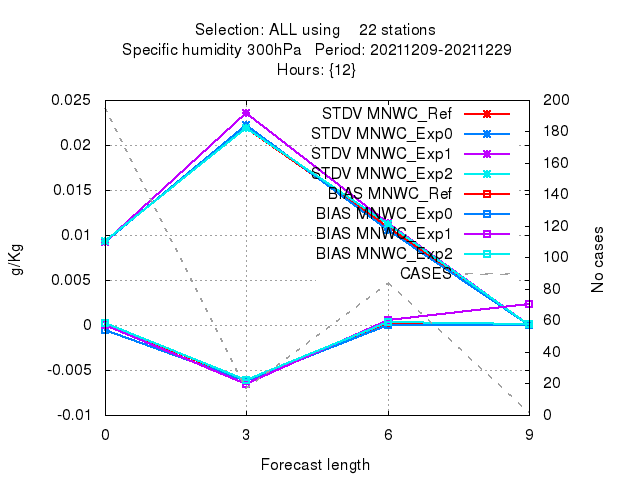 Selection: ALL using    22 stations
Specific humidity 300hPa   Period: 20211209-20211229
Hours: {12}
0.025
0.02
0.015
0.01
0.005
0
-0.005
-0.01
g/Kg
STDV MNWC_Ref
STDV MNWC_Exp0
STDV MNWC_Exp1
STDV MNWC_Exp2
BIAS MNWC_Ref
BIAS MNWC_Exp0
BIAS MNWC_Exp1
BIAS MNWC_Exp2
CASES
200
180
160
140
120
100
80
60
40
20
0
No cases
0 3 6 9
Forecast length